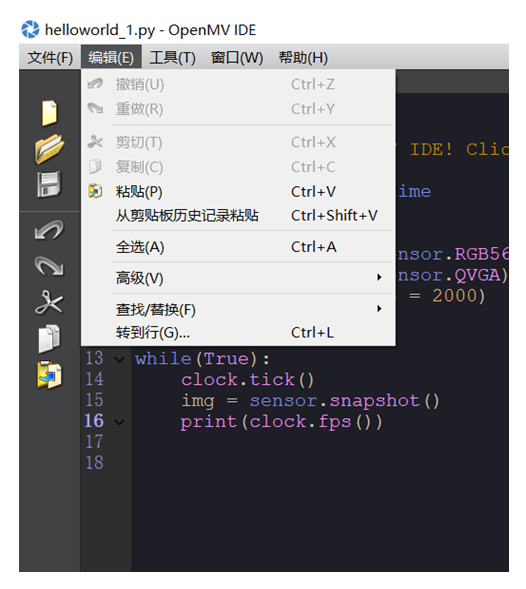 helloworld_1.py - OpenMV IDE
文件(F) 编辑(E) 工具(T) 窗口(W) 帮助(H)
撤销(U) Ctrl+Z
重做(R) Ctrl+Y
剪切(T) Ctrl+X
复制(C) Ctrl+C
粘贴(P) Ctrl+V
从剪贴板历史记录粘贴 Ctrl+Shift+V
全选(A) Ctrl+A
高级(V)
查找/替换(F)
转到行(G)... Ctrl+L
IDE! Clic
ime
nsor.RGB56
nsor.QVGA)
= 2000)
13 while(True):
14 clock.tick()
15 img = sensor.snapshot()
16 print(clock.fps())
17
18